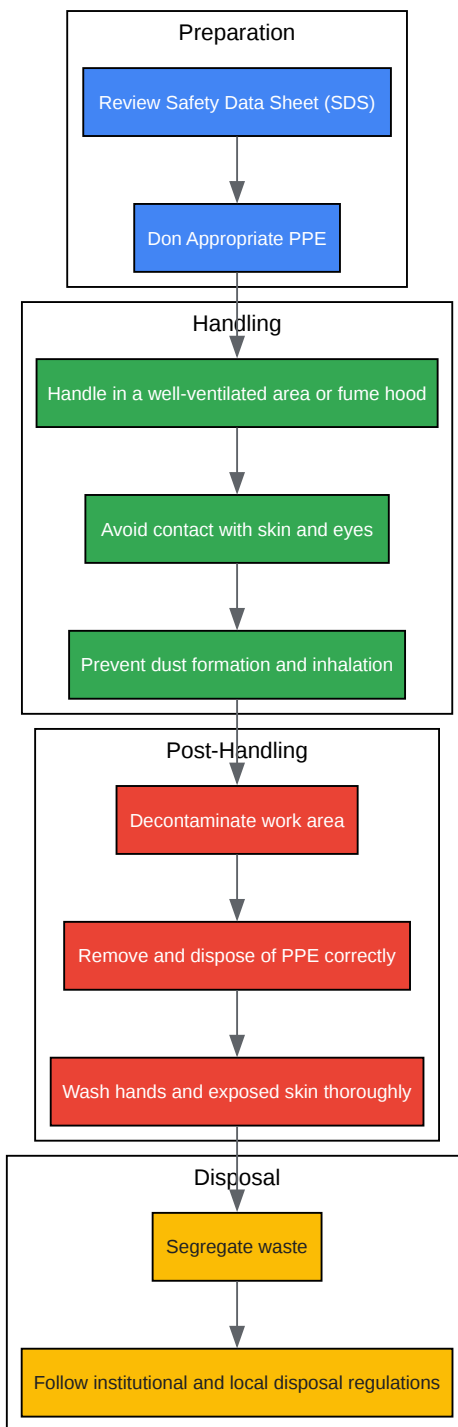 Preparation
Review Safety Data Sheet (SDS)
Don Appropriate PPE
Handling
Handle in a well-ventilated area or fume hood
Avoid contact with skin and eyes
Prevent dust formation and inhalation
Post-Handling
Decontaminate work area
Remove and dispose of PPE correctly
Wash hands and exposed skin thoroughly
Disposal
Segregate waste
Follow institutional and local disposal regulations